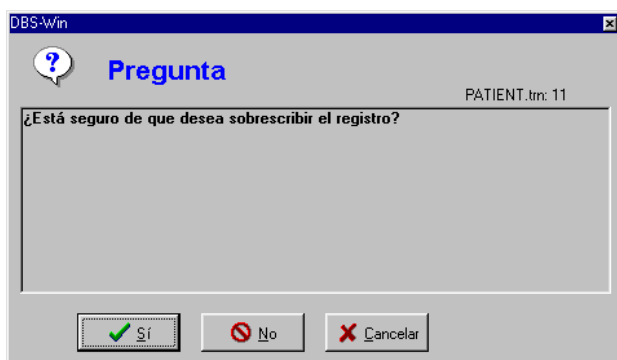 DBS-Win
Pregunta
PATIENT.trn: 11
¿Está seguro de que desea sobrescribir el registro?
Sí
No
Cancelar